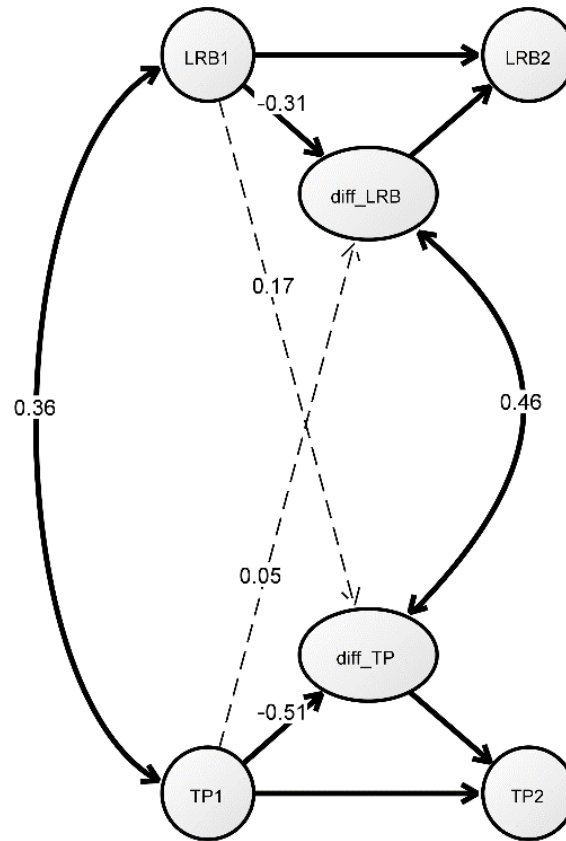 LRB1
LRB2
-0.31
diff_LRB
0.17
0.36
0.46
0.05
diff_TP
-0.51
TP1
TP2